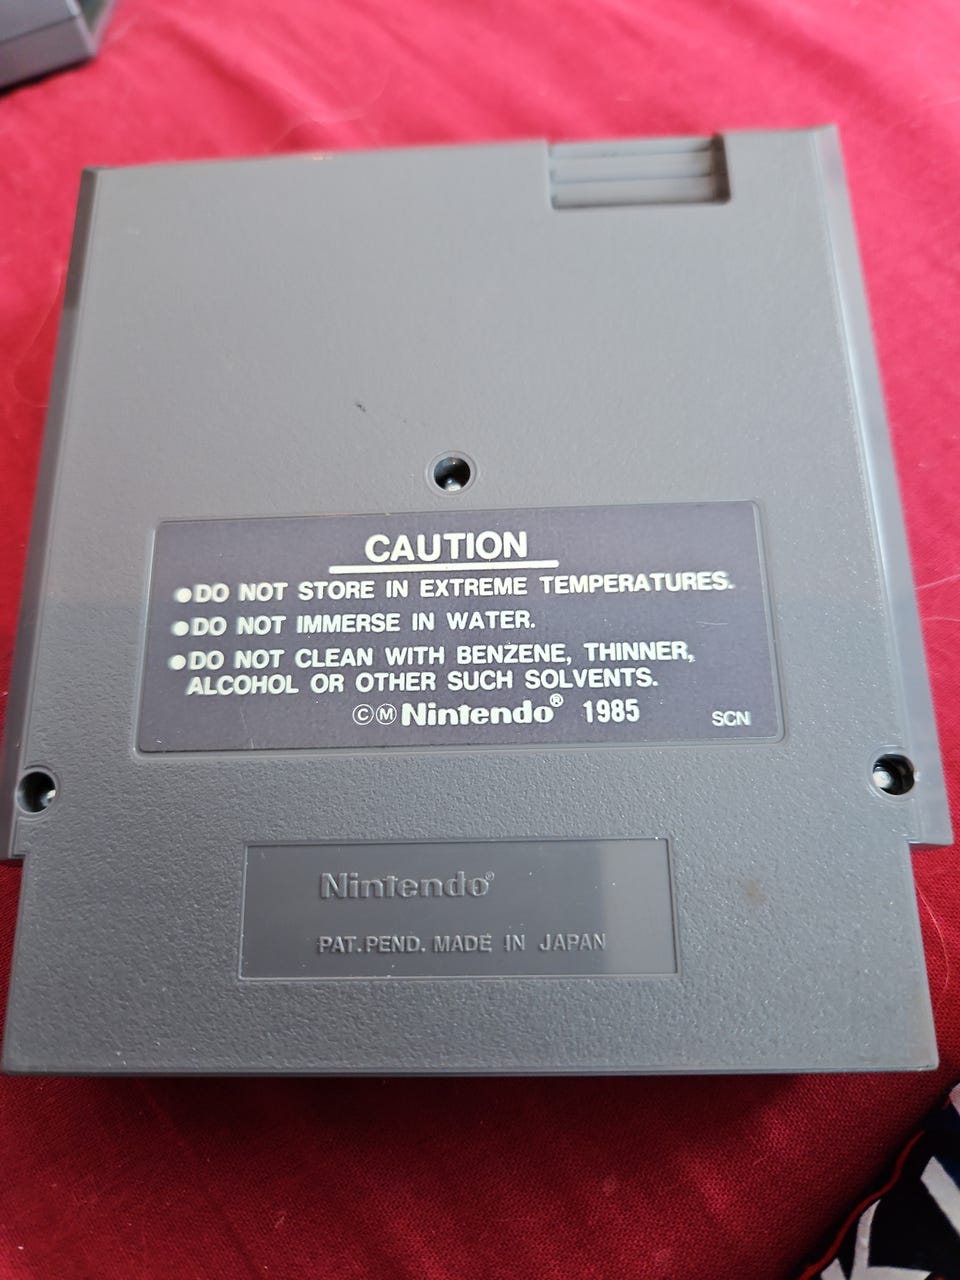 CAUTION
●DO NOT STORE IN EXTREME TEMPERATURES.
●DO NOT IMMERSE IN WATER.
●DO NOT CLEAN WITH BENZENE, THINNER,
ALCOHOL OR OTHER SUCH SOLVENTS.
©Ⓜ Nintendo® 1985 SCN
Nintendo®
PAT. PEND. MADE IN JAPAN